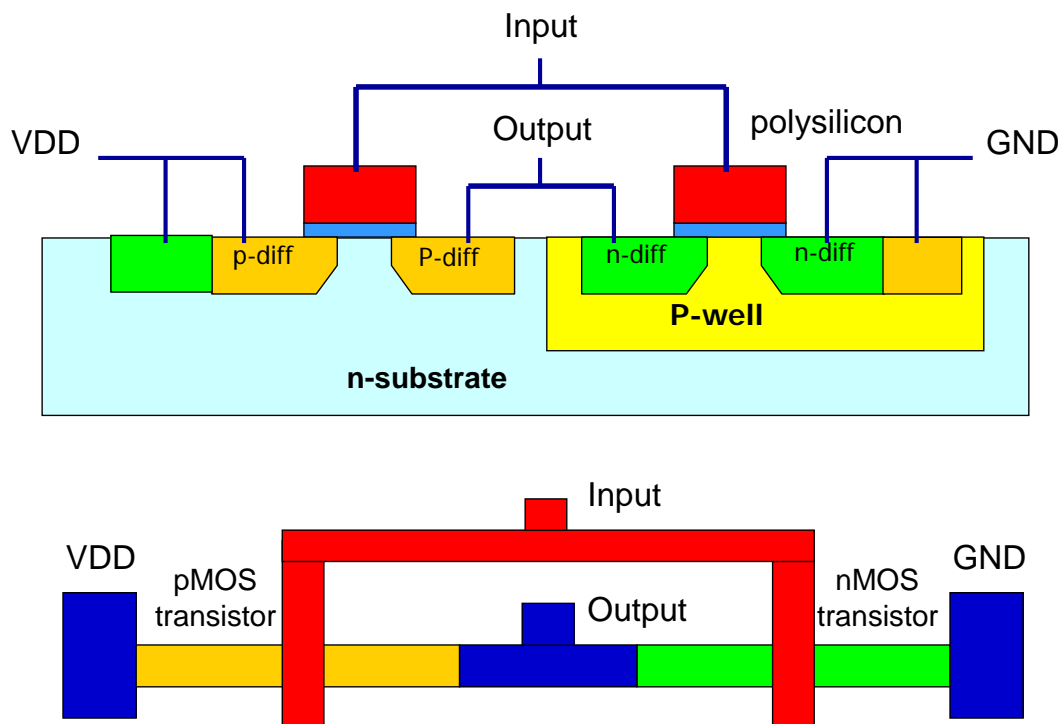 Input
Output
polysilicon
VDD
GND
p-diff
P-diff
n-diff
n-diff
P-well
n-substrate
Input
VDD
GND
pMOS
transistor
nMOS
transistor
Output